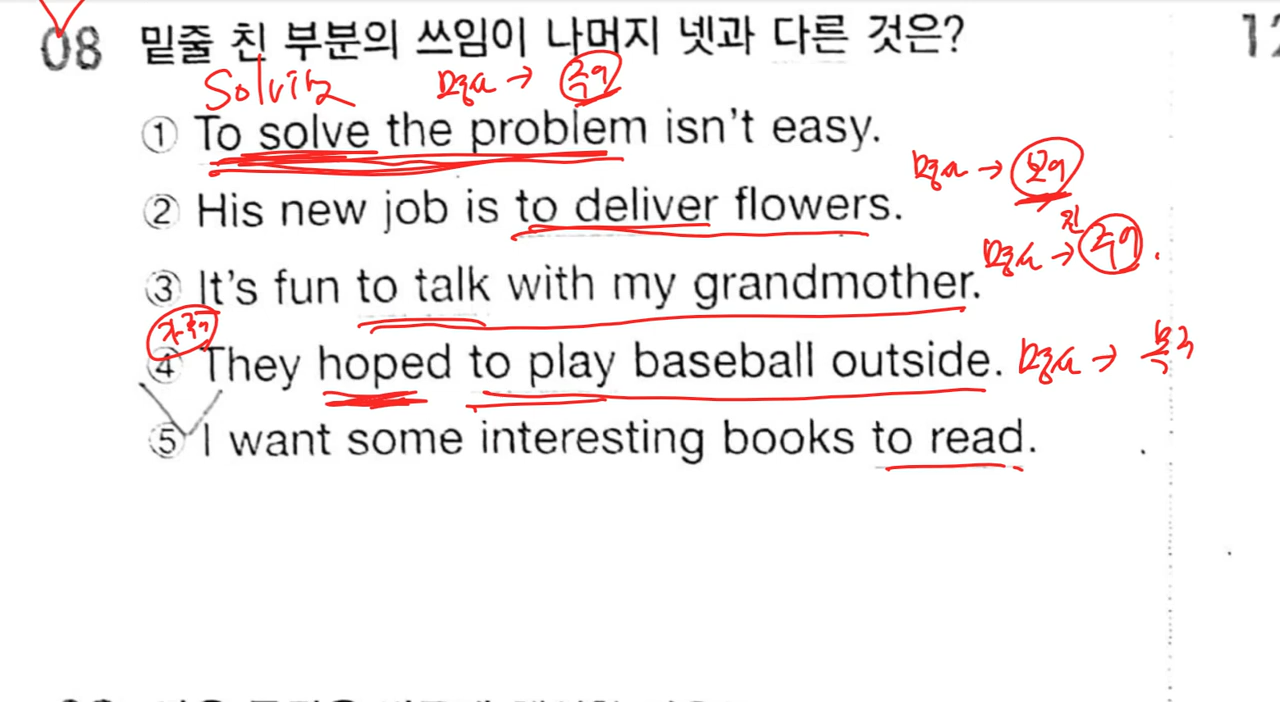 08 밑줄 친 부분의 쓰임이 나머지 넷과 다른 것은?
12
Solving 명사 → 주어
① To solve the problem isn't easy.
명사 → 보어
② His new job is to deliver flowers.
진
명사 → 주어.
③ It's fun to talk with my grandmother.
④ They hoped to play baseball outside. 명사 → 목적
⑤ I want some interesting books to read.